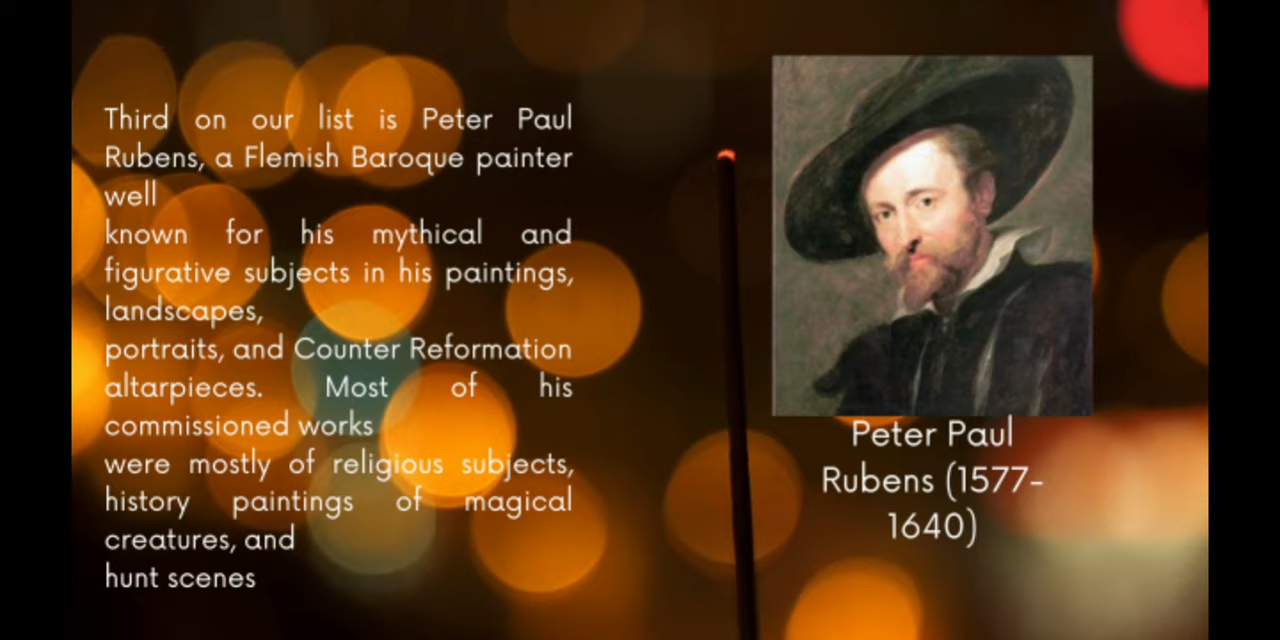 Third on our list is Peter Paul
Rubens, a Flemish Baroque painter
well
known for his mythical and
figurative subjects in his paintings,
landscapes,
portraits, and Counter Reformation
altarpieces. Most of his
commissioned works
were mostly of religious subjects,
history paintings of magical
creatures, and
hunt scenes
Peter Paul
Rubens (1577-
1640)